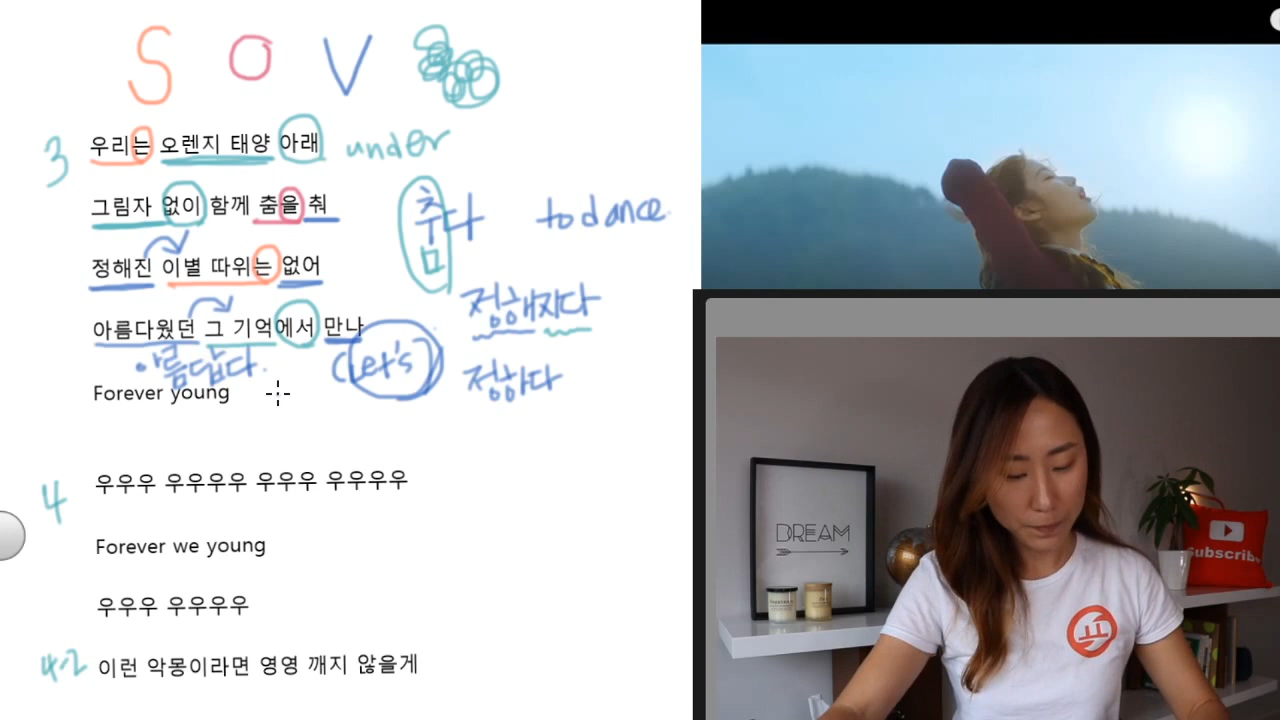 S O V
3
우리는 오렌지 태양 아래 under
그림자 없이 함께 춤을 춰
춤다 to dance
정해진 이별 따위는 없어
정해지다
아름다웠던 그 기억에서 만나
아름답다. (Let's)
정하다
Forever young
4
우우우 우우우우 우우우 우우우우
Forever we young
우우우 우우우우
4-2 이런 악몽이라면 영영 깨지 않을게
DREAM
Subscribe